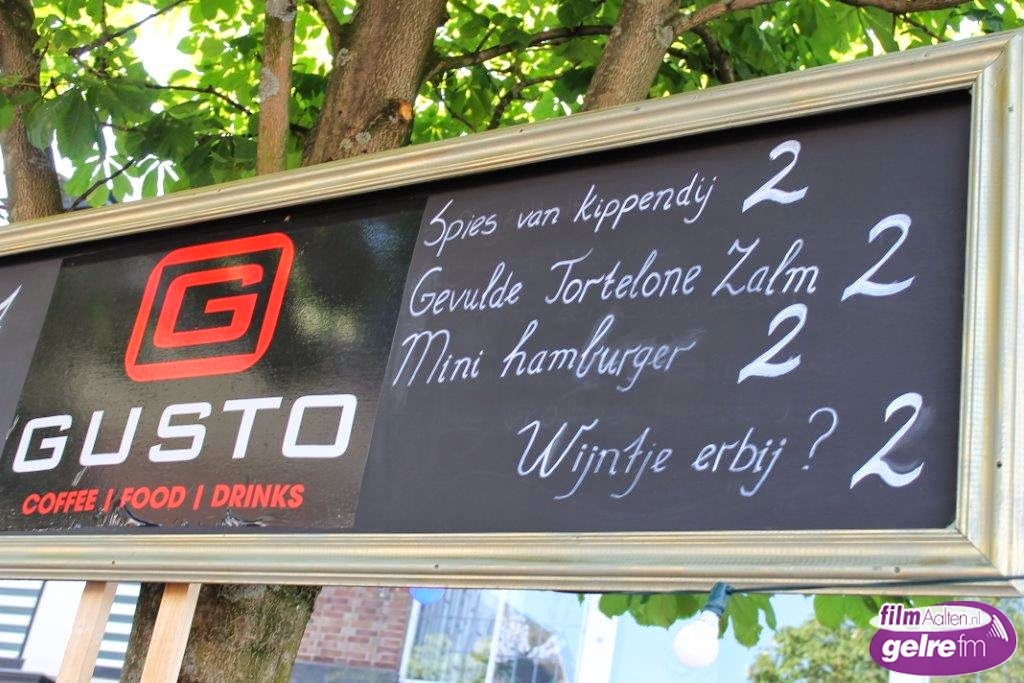 G
GUSTO
COFFEE | FOOD | DRINKS
Spies van kippendij 2
Gevulde Tortelone Zalm 2
Mini hamburger 2
Wijntje erbij ? 2
filmAalten.nl
gelre fm